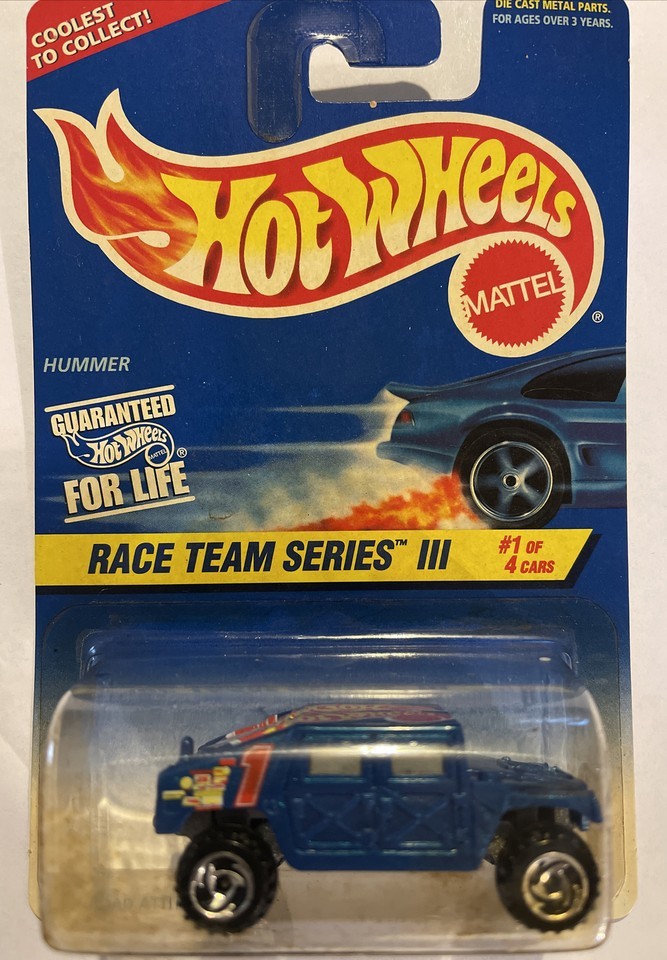 COOLEST
TO COLLECT!
DIE CAST METAL PARTS.
FOR AGES OVER 3 YEARS.
HOT WHEELS
MATTEL
®
HUMMER
GUARANTEED
HOT WHEELS
MATTEL
®
FOR LIFE
RACE TEAM SERIES™ III
#1 OF
4 CARS
1